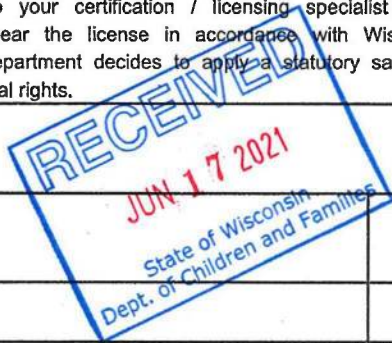 your certification / licensing specialist
ear the license in accordance with Wis
epartment decides to apply a statutory sa
al rights.
RECEIVED
JUN 17 2021
State of Wisconsin
Dept. of Children and Families